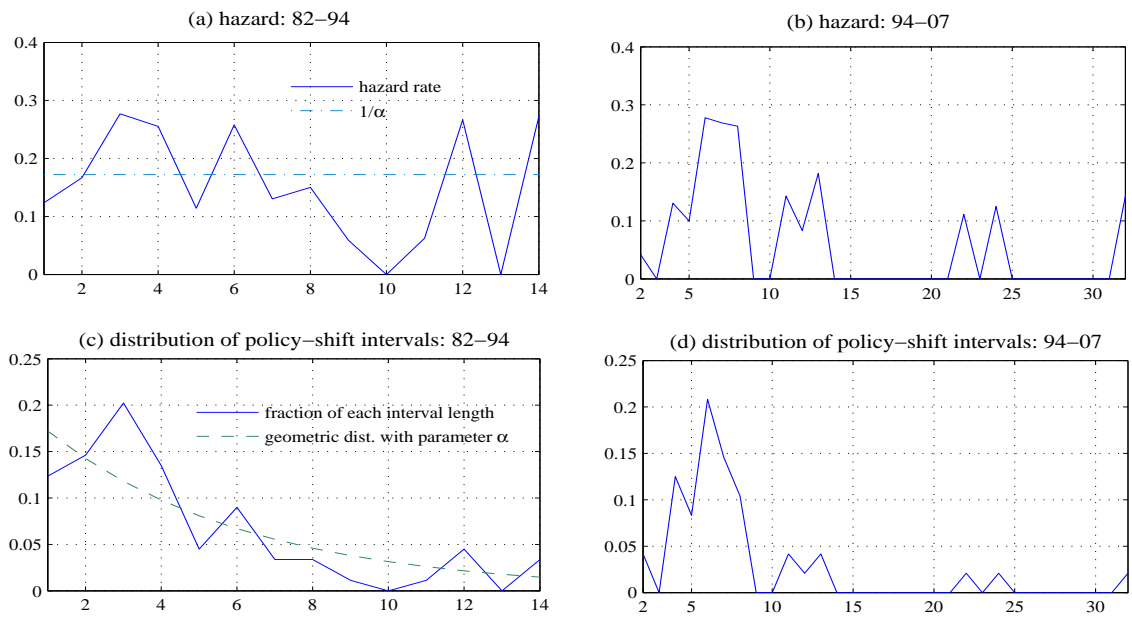 (a) hazard: 82−94
0.4
0.3
0.2
0.1
0
2 4 6 8 10 12 14
hazard rate
1/α
(b) hazard: 94−07
0.4
0.3
0.2
0.1
0
2 5 10 15 20 25 30
(c) distribution of policy−shift intervals: 82−94
0.25
0.2
0.15
0.1
0.05
0
2 4 6 8 10 12 14
fraction of each interval length
geometric dist. with parameter α
(d) distribution of policy−shift intervals: 94−07
0.25
0.2
0.15
0.1
0.05
0
2 5 10 15 20 25 30